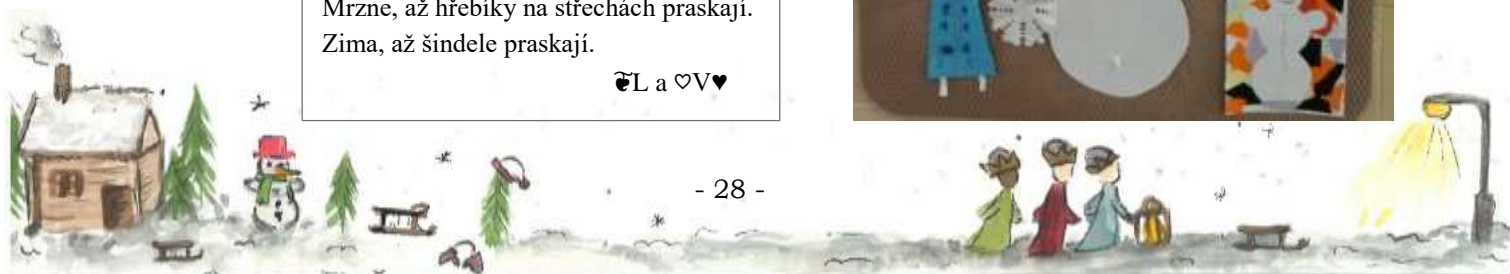 Mrzne, až hřebíky na střechách praskají.
Zima, až šindele praskají.
❦L a ♡V♥
- 28 -